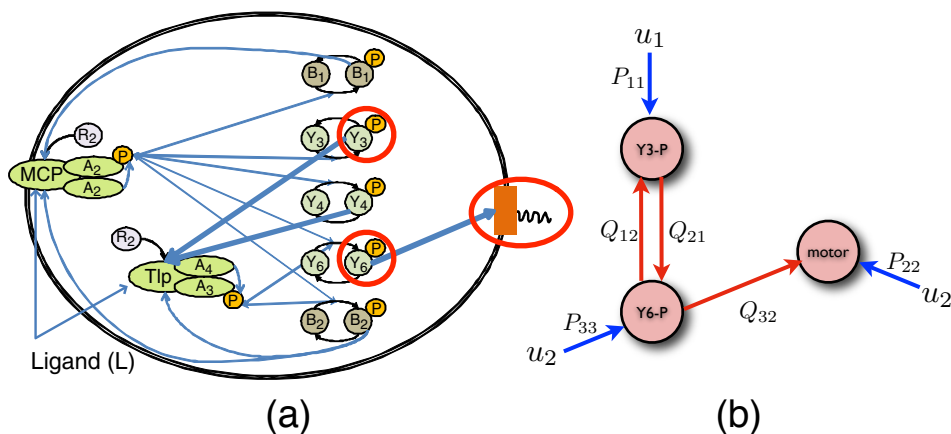 P
B1 B1
R2
P
Y3 Y3
P
A2
MCP
A2
P
Y4 Y4
R2
P
A4
Tlp
Y6 Y6
A3
P
P
B2 B2
Ligand (L)
(a)
u1
P11
Y3-P
Q12 Q21
motor
P22
u2
Y6-P
Q32
P33
u2
(b)